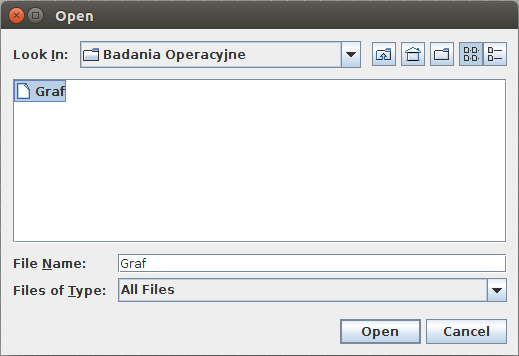 Open
Look In: Badania Operacyjne
Graf
File Name: Graf
Files of Type: All Files
Open Cancel